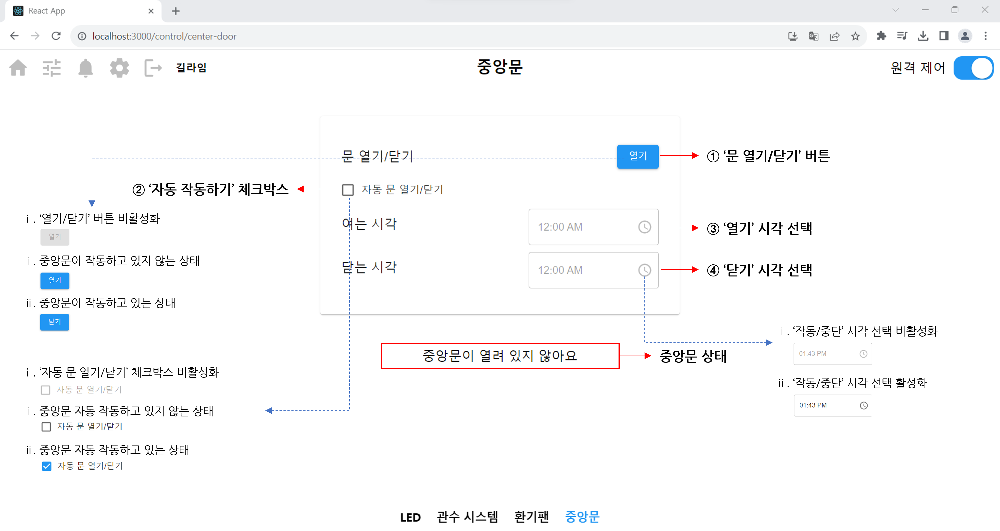 React App
localhost:3000/control/center-door
길라임
중앙문
원격 제어
문 열기/닫기
열기
① ‘문 열기/닫기’ 버튼
② ‘자동 작동하기’ 체크박스
자동 문 열기/닫기
여는 시각
12:00 AM
③ ‘열기’ 시각 선택
닫는 시각
12:00 AM
④ ‘닫기’ 시각 선택
ⅰ. ‘열기/닫기’ 버튼 비활성화
열기
ⅱ. 중앙문이 작동하고 있지 않는 상태
열기
ⅲ. 중앙문이 작동하고 있는 상태
닫기
중앙문이 열려 있지 않아요
중앙문 상태
ⅰ. ‘작동/중단’ 시각 선택 비활성화
01:43 PM
ⅱ. ‘작동/중단’ 시각 선택 활성화
01:43 PM
ⅰ. ‘자동 문 열기/닫기’ 체크박스 비활성화
자동 문 열기/닫기
ⅱ. 중앙문 자동 작동하고 있지 않는 상태
자동 문 열기/닫기
ⅲ. 중앙문 자동 작동하고 있는 상태
자동 문 열기/닫기
LED 관수 시스템 환기팬 중앙문